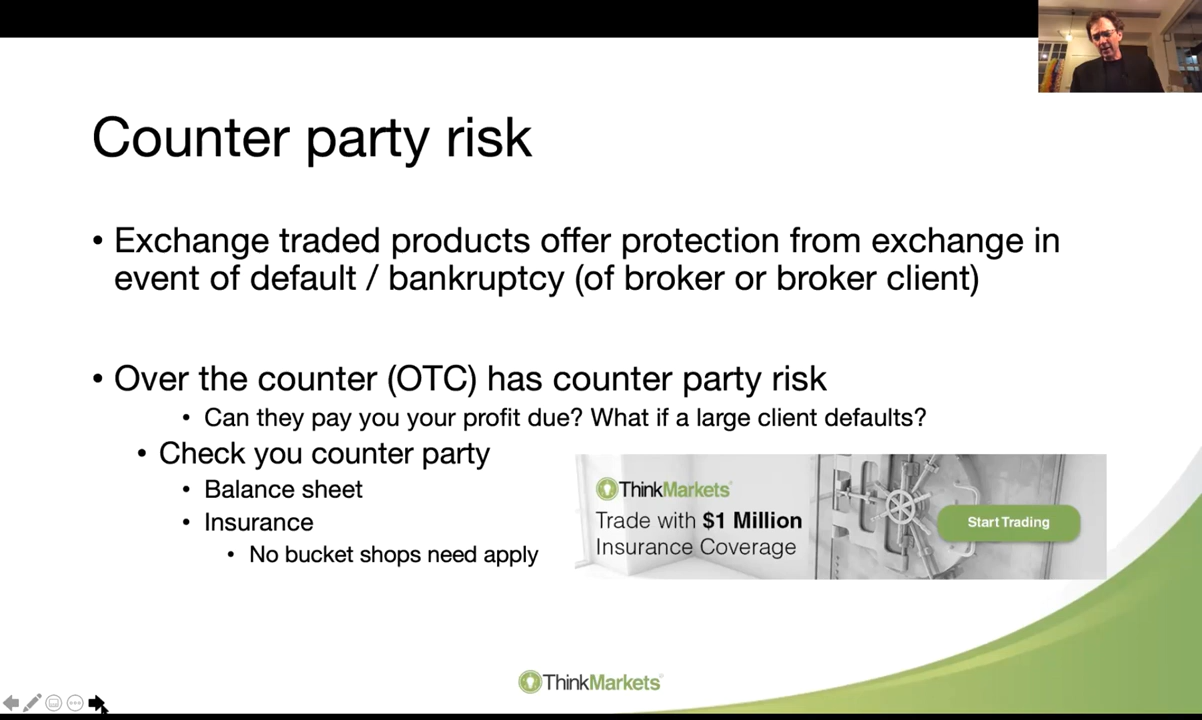 Counter party risk
• Exchange traded products offer protection from exchange in
event of default / bankruptcy (of broker or broker client)
• Over the counter (OTC) has counter party risk
• Can they pay you your profit due? What if a large client defaults?
• Check you counter party
• Balance sheet
• Insurance
• No bucket shops need apply
ThinkMarkets
Trade with $1 Million
Insurance Coverage
Start Trading
ThinkMarkets